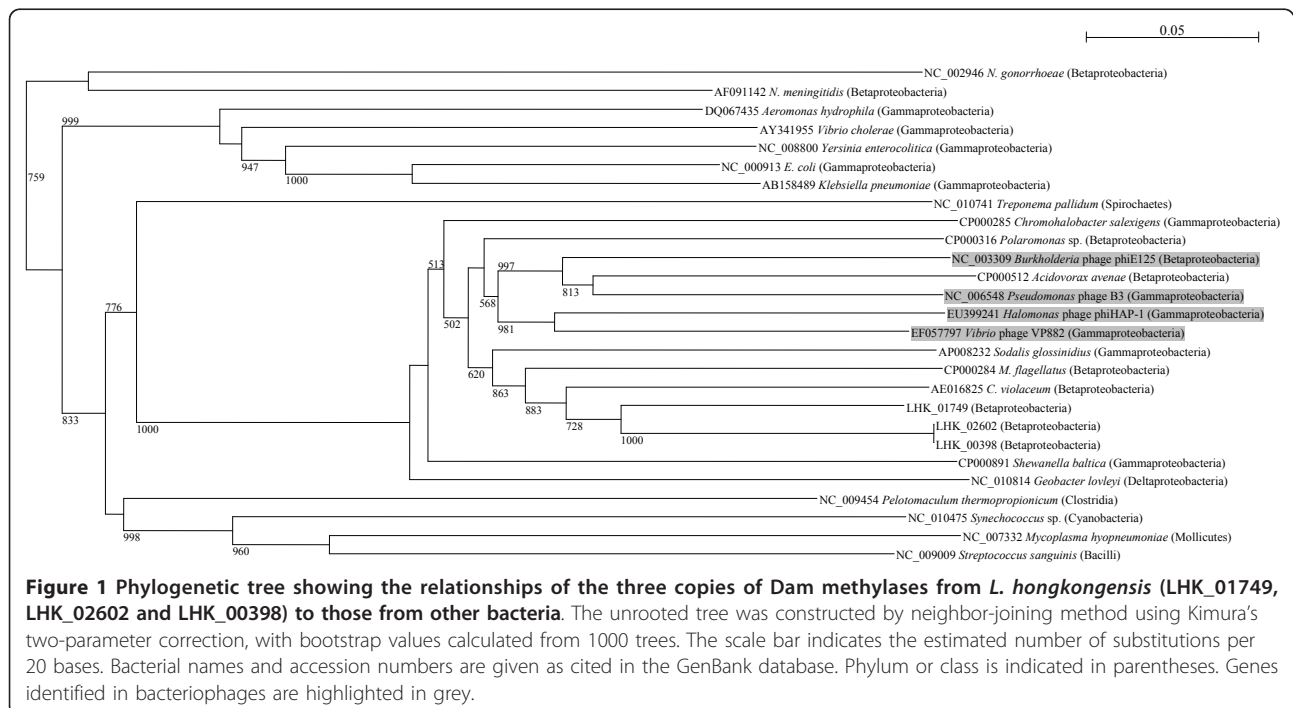 0.05
NC_002946 N. gonorrhoeae (Betaproteobacteria)
AF091142 N. meningitidis (Betaproteobacteria)
DQ067435 Aeromonas hydrophila (Gammaproteobacteria)
999
AY341955 Vibrio cholerae (Gammaproteobacteria)
NC_008800 Yersinia enterocolitica (Gammaproteobacteria)
947
NC_000913 E. coli (Gammaproteobacteria)
759
1000
AB158489 Klebsiella pneumoniae (Gammaproteobacteria)
NC_010741 Treponema pallidum (Spirochaetes)
CP000285 Chromohalobacter salexigens (Gammaproteobacteria)
CP000316 Polaromonas sp. (Betaproteobacteria)
513
997
NC_003309 Burkholderia phage phiE125 (Betaproteobacteria)
CP000512 Acidovorax avenae (Betaproteobacteria)
813
NC_006548 Pseudomonas phage B3 (Gammaproteobacteria)
776
568
EU399241 Halomonas phage phiHAP-1 (Gammaproteobacteria)
502
981
EF057797 Vibrio phage VP882 (Gammaproteobacteria)
AP008232 Sodalis glossinidius (Gammaproteobacteria)
620
CP000284 M. flagellatus (Betaproteobacteria)
863
AE016825 C. violaceum (Betaproteobacteria)
883
LHK_01749 (Betaproteobacteria)
833
1000
728
LHK_02602 (Betaproteobacteria)
1000
LHK_00398 (Betaproteobacteria)
CP000891 Shewanella baltica (Gammaproteobacteria)
NC_010814 Geobacter lovleyi (Deltaproteobacteria)
NC_009454 Pelotomaculum thermopropionicum (Clostridia)
NC_010475 Synechococcus sp. (Cyanobacteria)
998
NC_007332 Mycoplasma hyopneumoniae (Mollicutes)
960
NC_009009 Streptococcus sanguinis (Bacilli)
Figure 1 Phylogenetic tree showing the relationships of the three copies of Dam methylases from L. hongkongensis (LHK_01749,
LHK_02602 and LHK_00398) to those from other bacteria. The unrooted tree was constructed by neighbor-joining method using Kimura's
two-parameter correction, with bootstrap values calculated from 1000 trees. The scale bar indicates the estimated number of substitutions per
20 bases. Bacterial names and accession numbers are given as cited in the GenBank database. Phylum or class is indicated in parentheses. Genes
identified in bacteriophages are highlighted in grey.